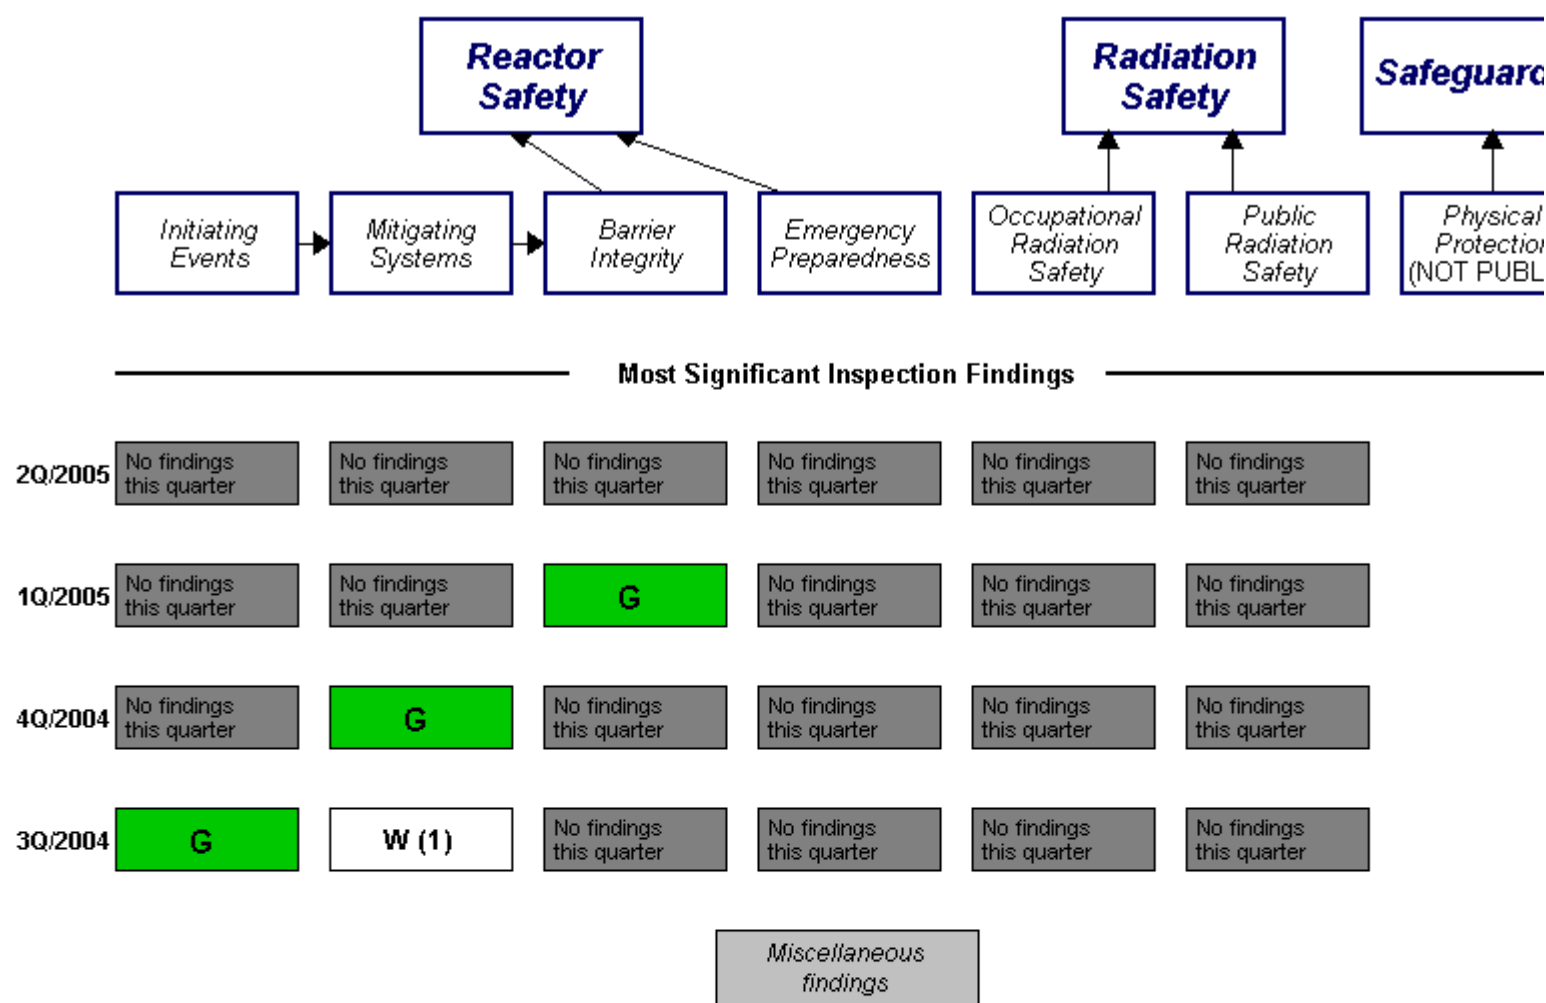 Reactor
Safety
Radiation
Safety
Safeguard
Initiating
Events
Mitigating
Systems
Barrier
Integrity
Emergency
Preparedness
Occupational
Radiation
Safety
Public
Radiation
Safety
Physical
Protection
(NOT PUBL
Most Significant Inspection Findings
2Q/2005
No findings
this quarter
No findings
this quarter
No findings
this quarter
No findings
this quarter
No findings
this quarter
No findings
this quarter
1Q/2005
No findings
this quarter
No findings
this quarter
G
No findings
this quarter
No findings
this quarter
No findings
this quarter
4Q/2004
No findings
this quarter
G
No findings
this quarter
No findings
this quarter
No findings
this quarter
No findings
this quarter
3Q/2004
G
W (1)
No findings
this quarter
No findings
this quarter
No findings
this quarter
No findings
this quarter
Miscellaneous
findings